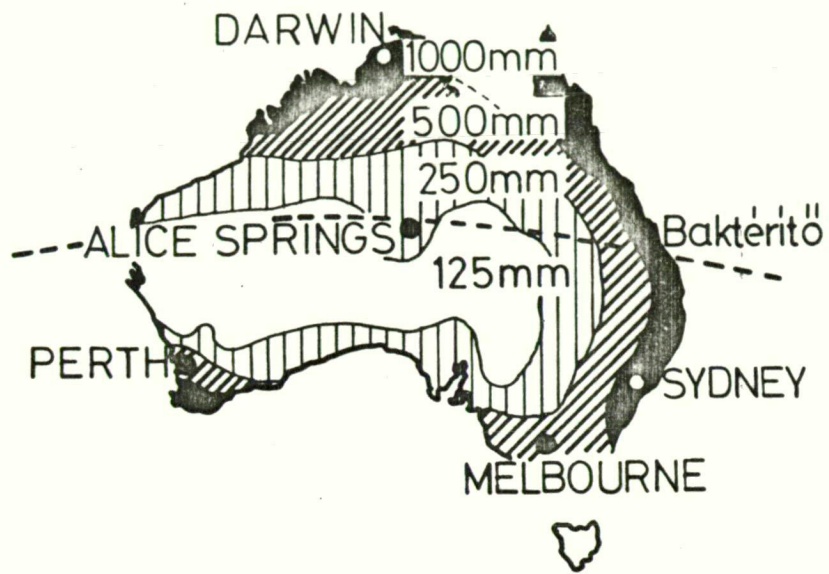 DARWIN
1000mm
500mm
250mm
ALICE SPRINGS
Baktérítő
125mm
PERTH
SYDNEY
MELBOURNE